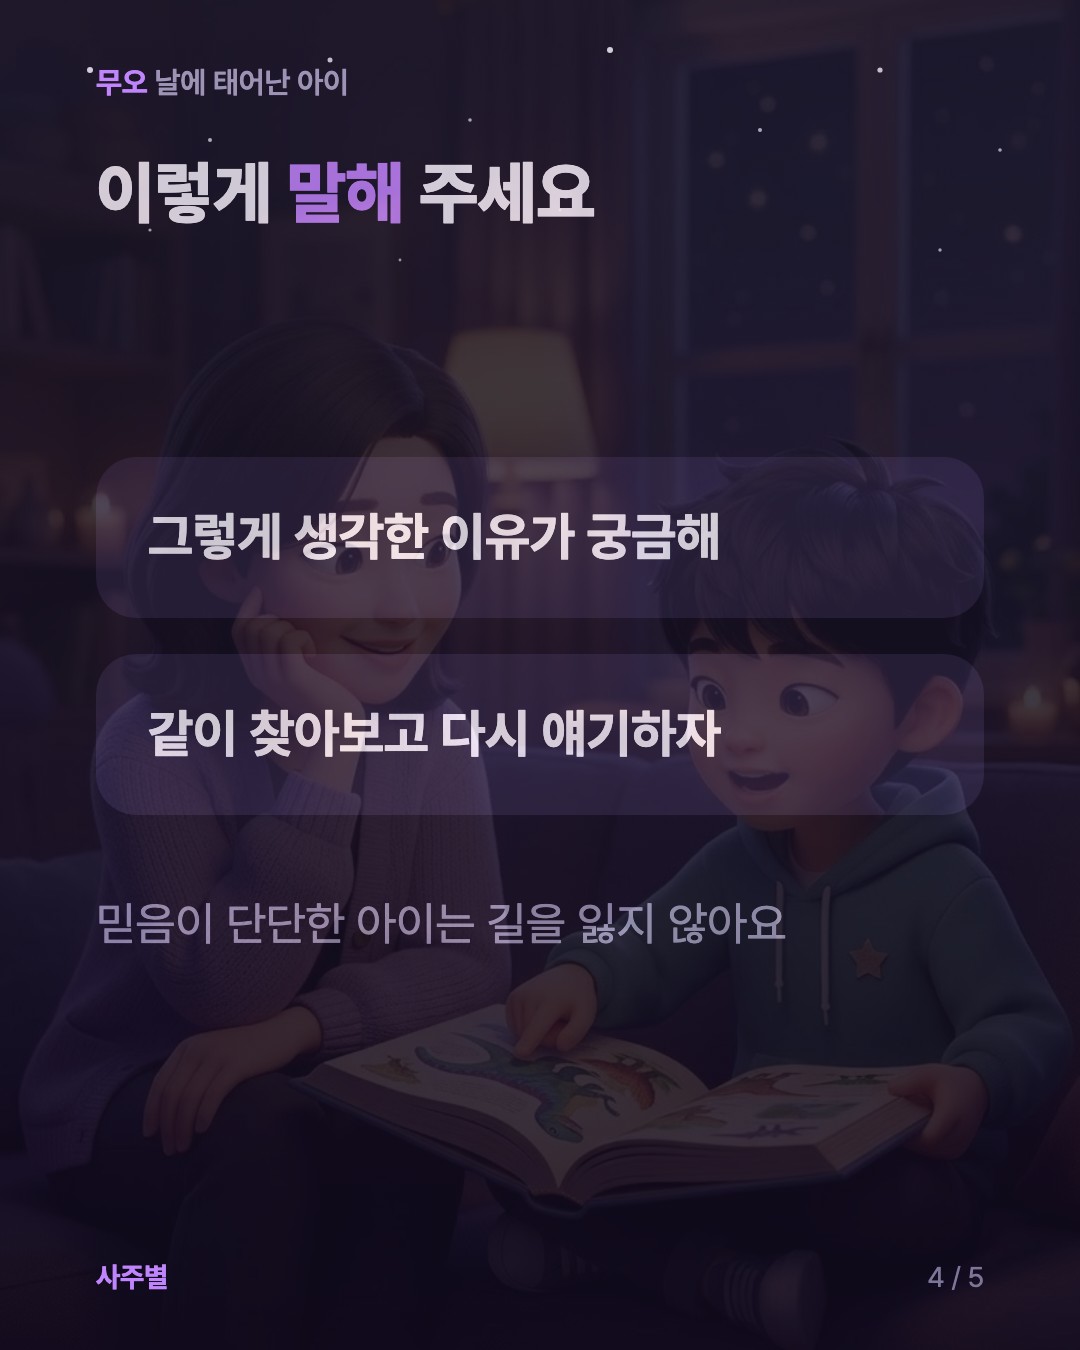 무오 날에 태어난 아이
이렇게 말해 주세요
그렇게 생각한 이유가 궁금해
같이 찾아보고 다시 얘기하자
믿음이 단단한 아이는 길을 잃지 않아요
사주별
4 / 5